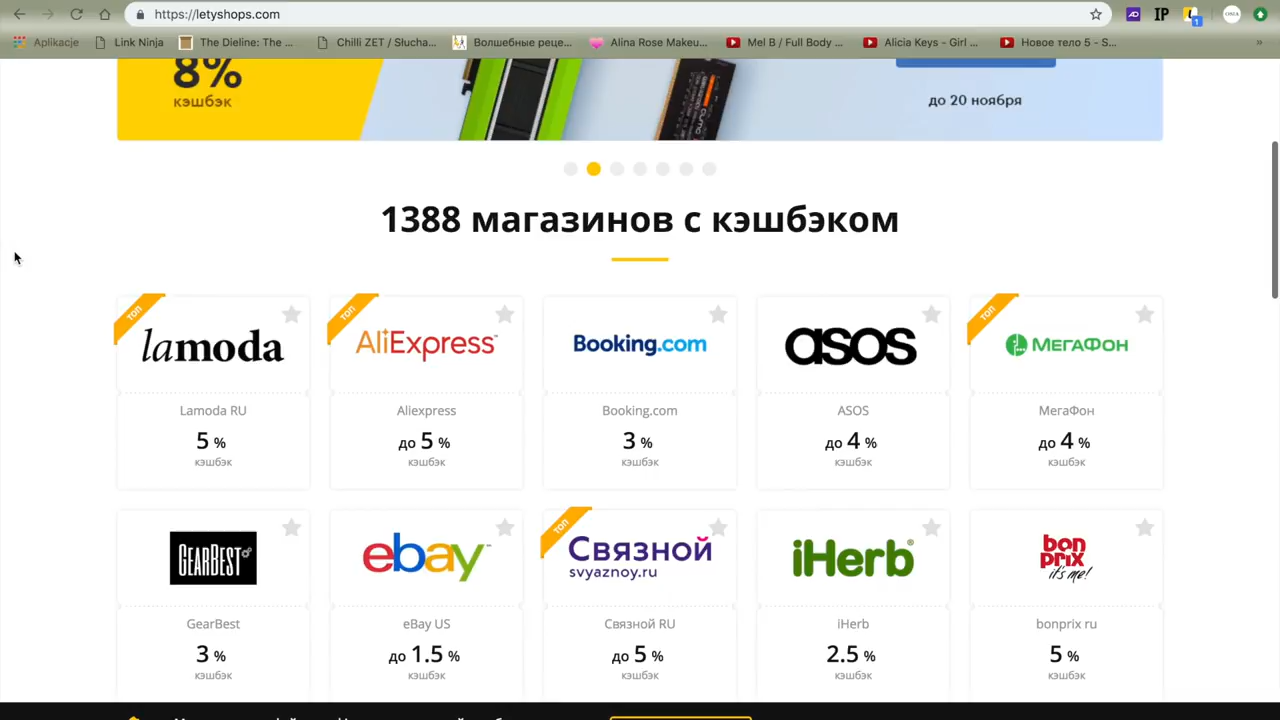 https://letyshops.com
Aplikacje
Link Ninja
The Dieline: The ...
Chilli ZET / Słucha...
Волшебные реце...
Alina Rose Makeu...
Mel B / Full Body ...
Alicia Keys - Girl ...
Новое тело 5 - S...
»
8%
кэшбэк
до 20 ноября
1388 магазинов с кэшбэком
ТОП
lamoda
Lamoda RU
5 %
кэшбэк
ТОП
AliExpress
Aliexpress
до 5 %
кэшбэк
Booking.com
Booking.com
3 %
кэшбэк
asos
ASOS
до 4 %
кэшбэк
ТОП
МЕГАФОН
МегаФон
до 4 %
кэшбэк
GEARBEST
GearBest
3 %
кэшбэк
ebay
eBay US
до 1.5 %
кэшбэк
ТОП
Связной
svyaznoy.ru
Связной RU
до 5 %
кэшбэк
iHerb
iHerb
2.5 %
кэшбэк
bon
prix
it's me!
bonprix ru
5 %
кэшбэк